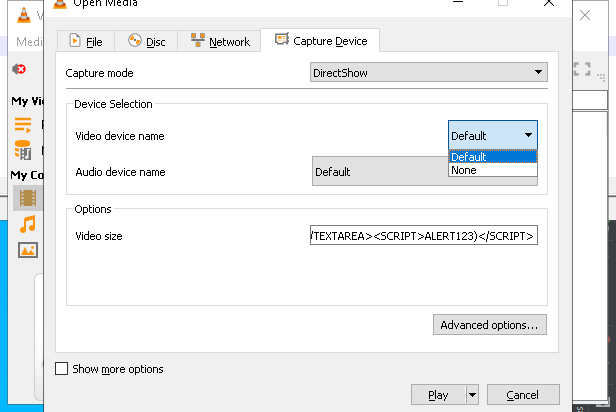 Open Media
V
Medi
File
Disc
Network
Capture Device
Capture mode
DirectShow
My Vi
Device Selection
Video device name
Default
Default
None
Audio device name
Default
My Co
Options
Video size
/TEXTAREA><SCRIPT>ALERT123)</SCRIPT>
Advanced options...
Show more options
Play
Cancel